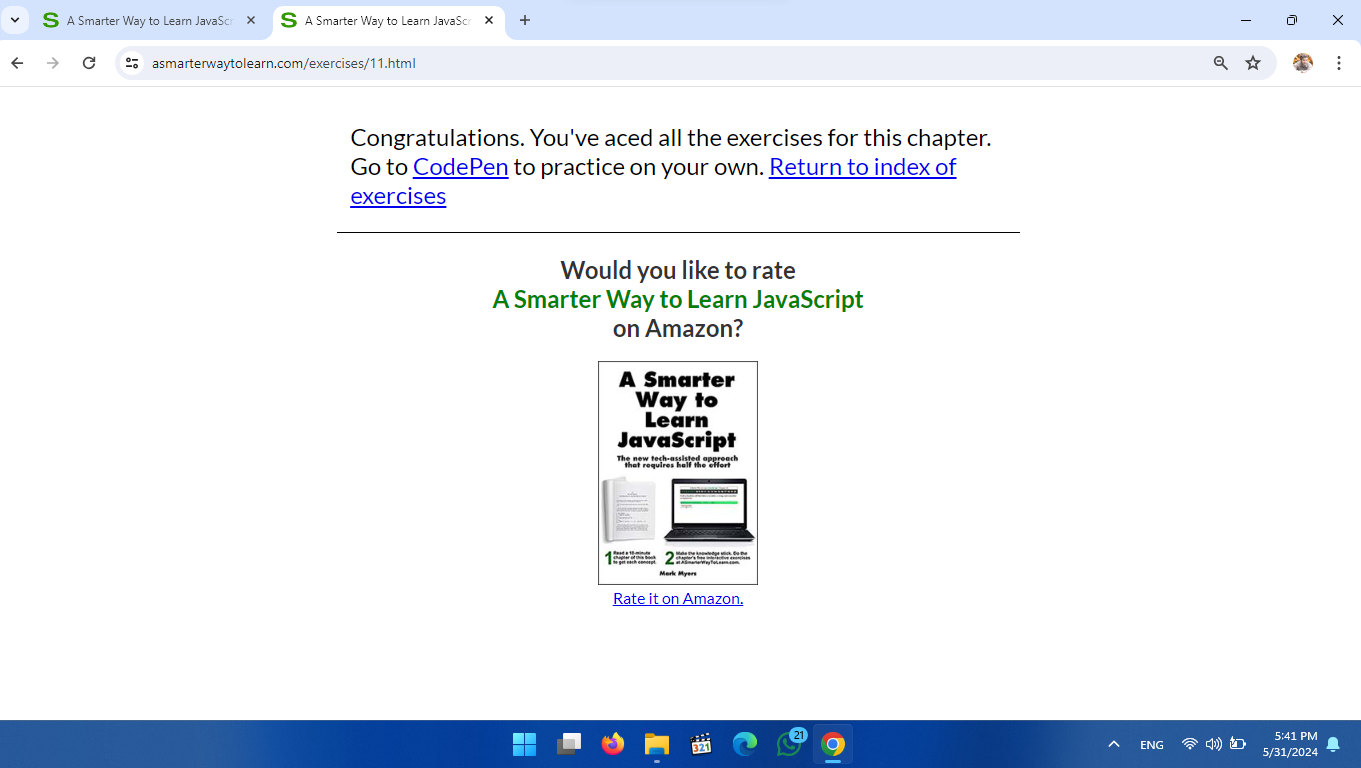 A Smarter Way to Learn JavaScr
A Smarter Way to Learn JavaScr
asmarterwaytolearn.com/exercises/11.html
Congratulations. You've aced all the exercises for this chapter.
Go to CodePen to practice on your own. Return to index of
exercises
Would you like to rate
A Smarter Way to Learn JavaScript
on Amazon?
A Smarter
Way to
Learn
JavaScript
The new tech-assisted approach
that requires half the effort
1 Read a 10-minute
chapter of this book
to get each concept.
2 Make the knowledge stick. Do the
chapter's free interactive exercises
at ASmarterWayToLearn.com.
Mark Myers
Rate it on Amazon.
321
21
ENG
5:41 PM
5/31/2024